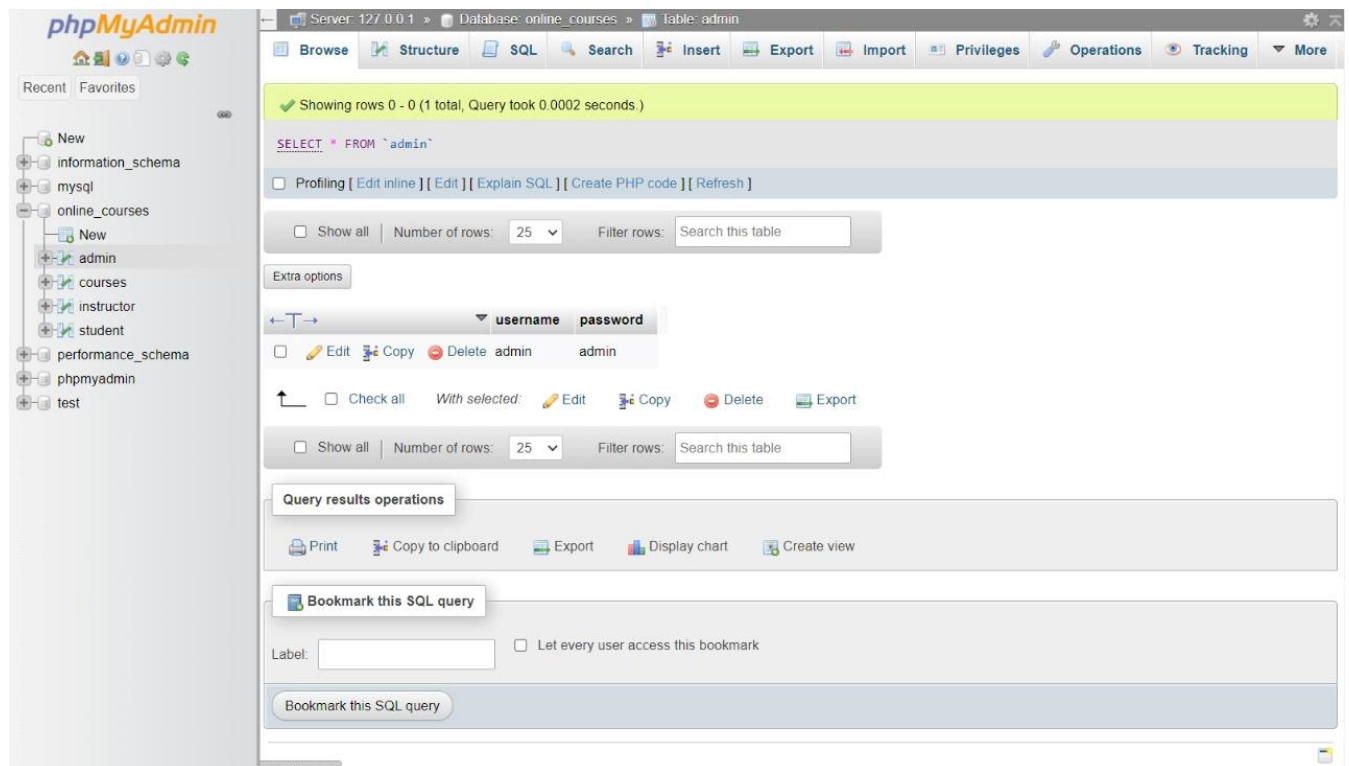 phpMyAdmin
Recent Favorites
New
information_schema
mysql
online_courses
New
admin
courses
instructor
student
performance_schema
phpmyadmin
test
Server: 127.0.0.1 » Database: online_courses » Table: admin
Browse Structure SQL Search Insert Export Import Privileges Operations Tracking More
Showing rows 0 - 0 (1 total, Query took 0.0002 seconds.)
SELECT * FROM `admin`
Profiling [ Edit inline ] [ Edit ] [ Explain SQL ] [ Create PHP code ] [ Refresh ]
Show all | Number of rows: 25 Filter rows: Search this table
Extra options
←T→ username password
Edit Copy Delete admin admin
Check all With selected: Edit Copy Delete Export
Show all | Number of rows: 25 Filter rows: Search this table
Query results operations
Print Copy to clipboard Export Display chart Create view
Bookmark this SQL query
Label: Let every user access this bookmark
Bookmark this SQL query